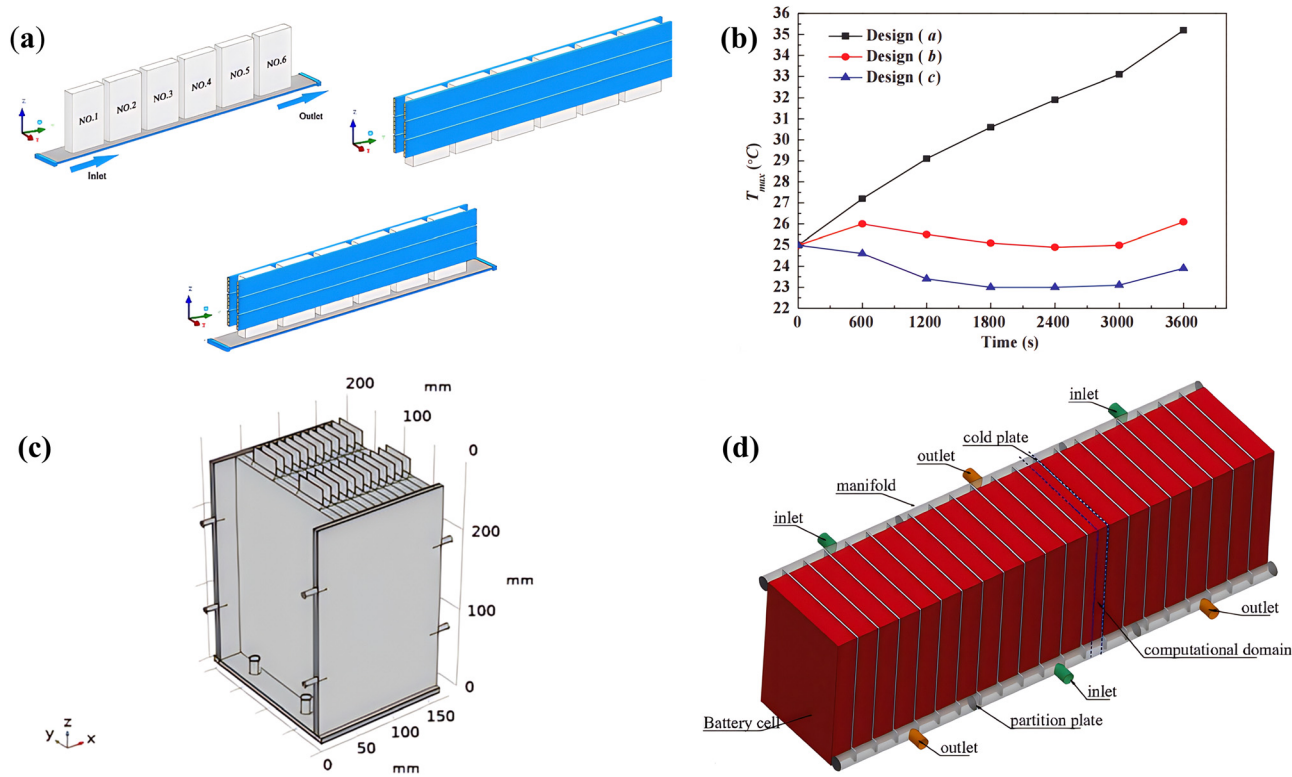 (a)
NO.1
NO.2
NO.3
NO.4
NO.5
NO.6
Inlet
Outlet
z
z
z
(b)
Design (a)
Design (b)
Design (c)
T_max (°C)
36
35
34
33
32
31
30
29
28
27
26
25
24
23
22
0 600 1200 1800 2400 3000 3600
Time (s)
(c)
200
mm
100
0
200
mm
100
0
150
100
50
0
mm
z
y
x
(d)
inlet
cold plate
outlet
manifold
inlet
outlet
computational domain
inlet
partition plate
Battery cell
outlet